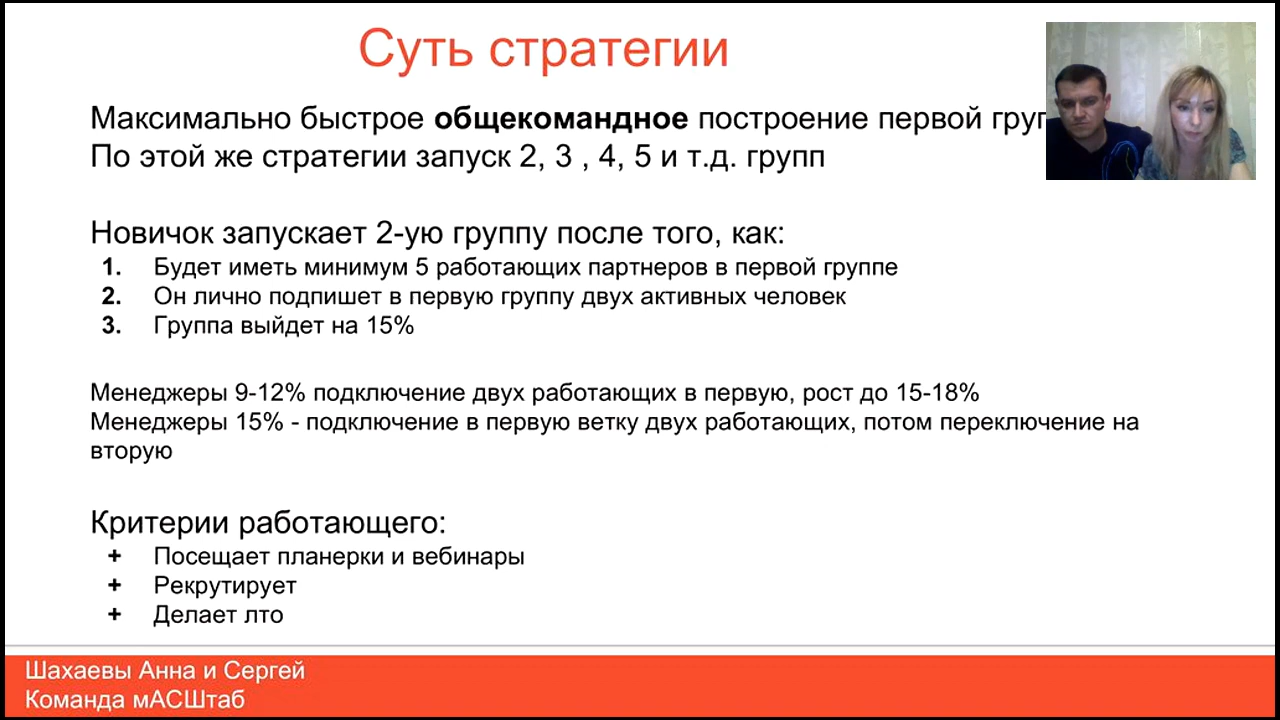 Суть стратегии
Максимально быстрое общекомандное построение первой груп
По этой же стратегии запуск 2, 3 , 4, 5 и т.д. групп
Новичок запускает 2-ую группу после того, как:
1. Будет иметь минимум 5 работающих партнеров в первой группе
2. Он лично подпишет в первую группу двух активных человек
3. Группа выйдет на 15%
Менеджеры 9-12% подключение двух работающих в первую, рост до 15-18%
Менеджеры 15% - подключение в первую ветку двух работающих, потом переключение на
вторую
Критерии работающего:
+ Посещает планерки и вебинары
+ Рекрутирует
+ Делает лто
Шахаевы Анна и Сергей
Команда мАСШтаб